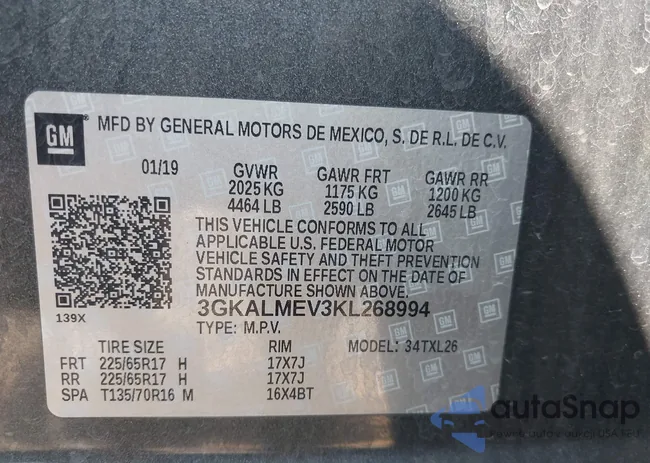 GM
MFD BY GENERAL MOTORS DE MEXICO, S. DE R.L. DE C.V.
01/19 GVWR GAWR FRT GAWR RR
2025 KG 1175 KG 1200 KG
4464 LB 2590 LB 2645 LB
THIS VEHICLE CONFORMS TO ALL
APPLICABLE U.S. FEDERAL MOTOR
VEHICLE SAFETY AND THEFT PREVENTION
STANDARDS IN EFFECT ON THE DATE OF
MANUFACTURE SHOWN ABOVE.
139X
3GKALMEV3KL268994
TYPE: M.P.V.
TIRE SIZE RIM MODEL: 34TXL26
FRT 225/65R17 H 17X7J
RR 225/65R17 H 17X7J
SPA T135/70R16 M 16X4BT
autoSnap